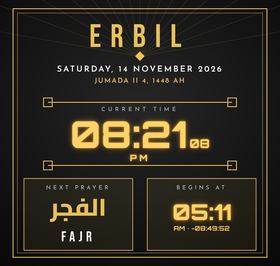 ERBIL
SATURDAY, 14 NOVEMBER 2026
JUMADA II 4, 1448 AH
CURRENT TIME
08:21 08
PM
NEXT PRAYER
الفجر
FAJR
BEGINS AT
05:11
AM - -08:49:52